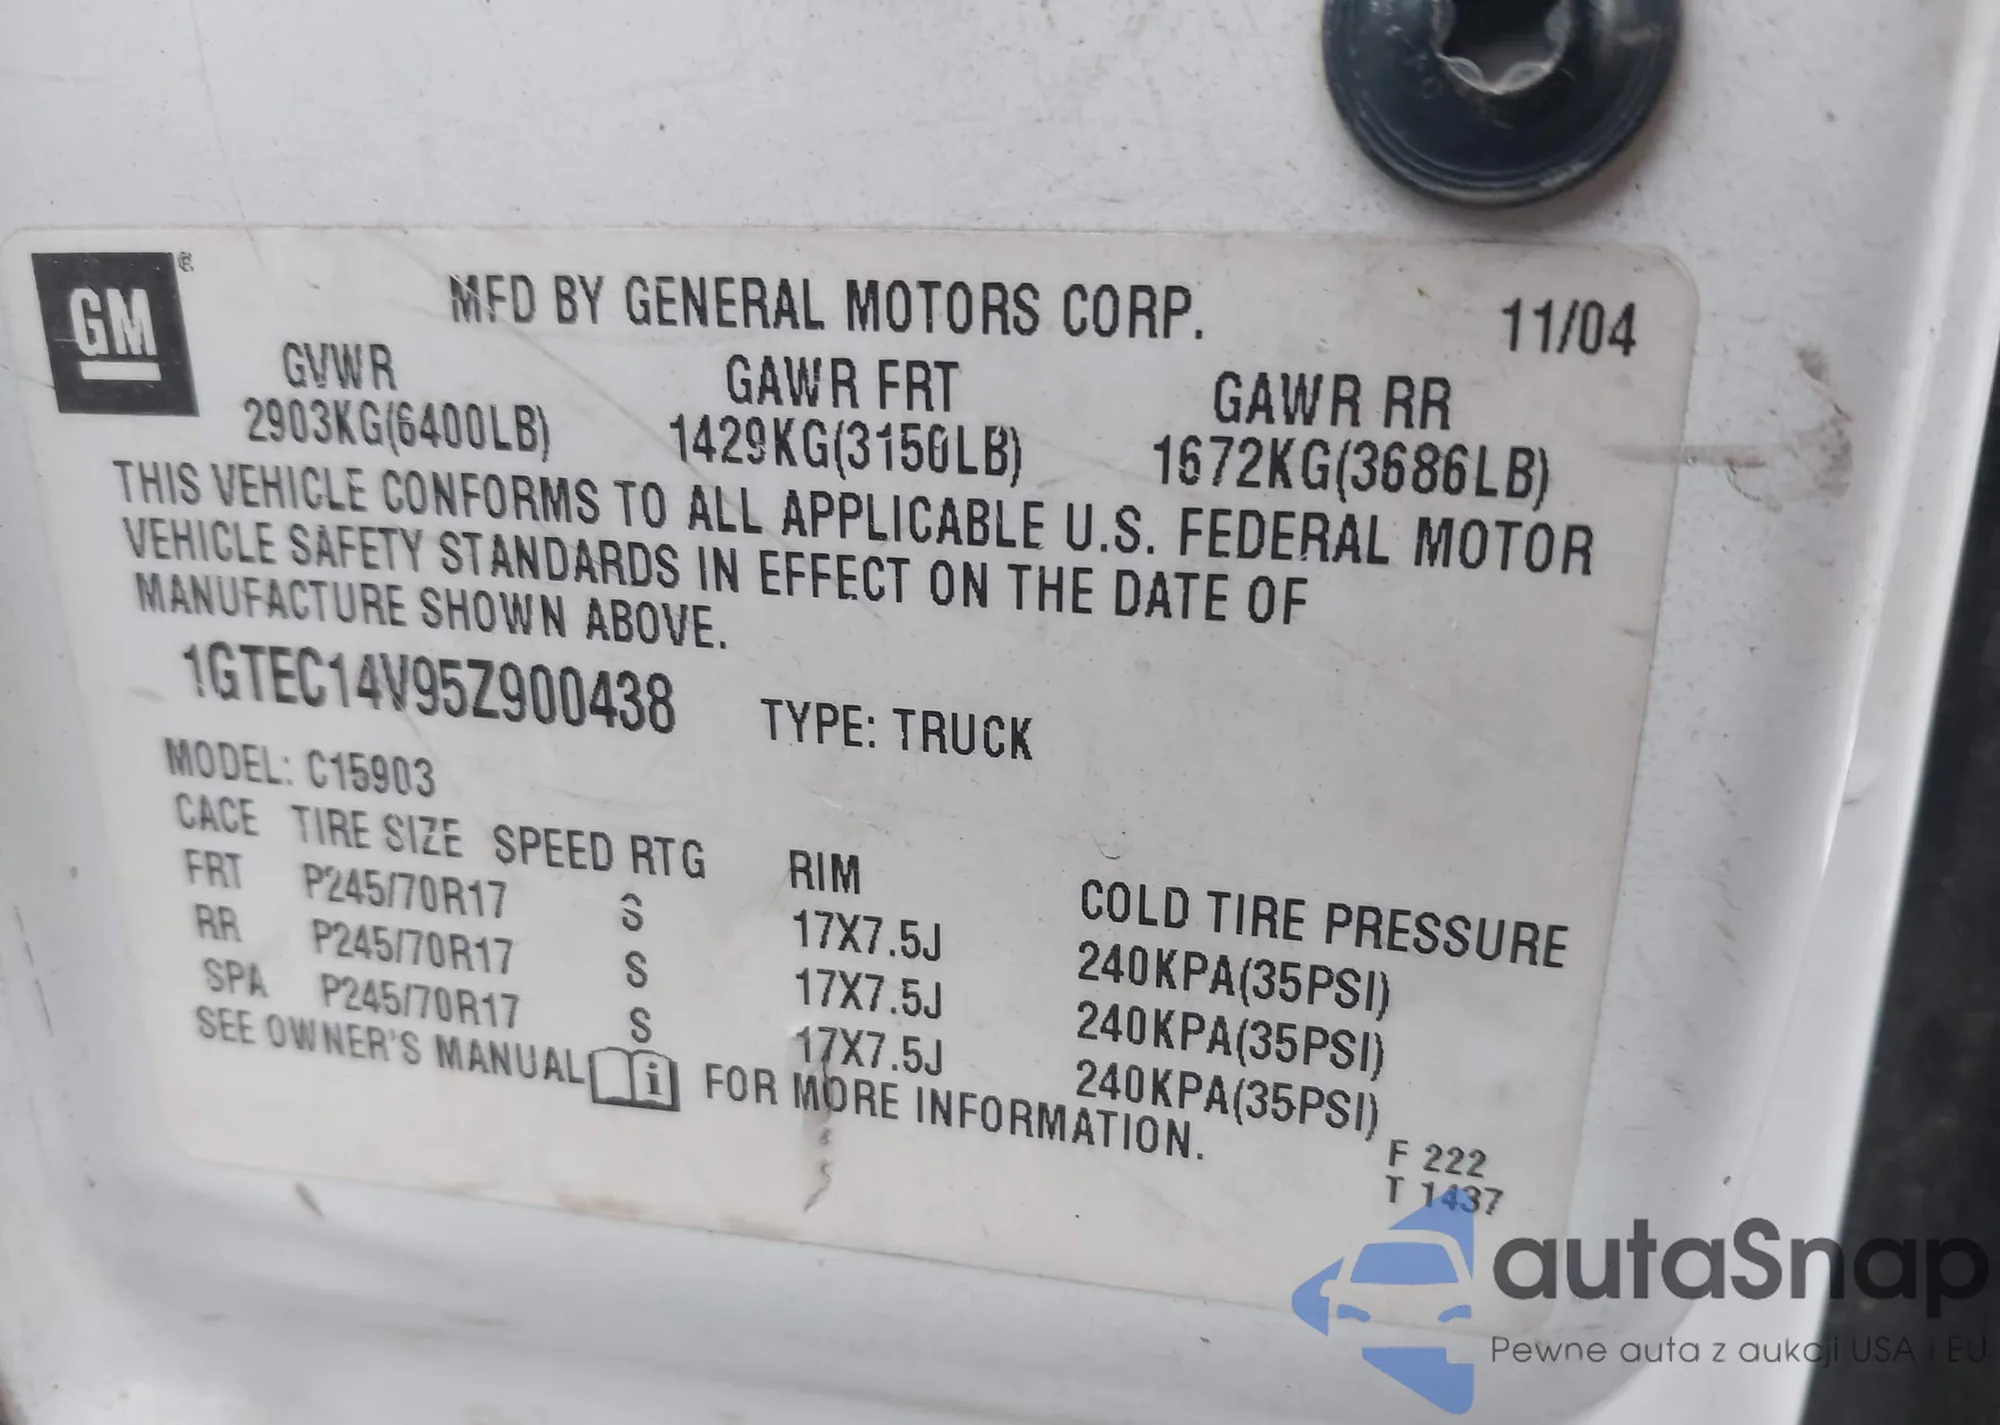 GM
MFD BY GENERAL MOTORS CORP. 11/04
GVWR GAWR FRT GAWR RR
2903KG(6400LB) 1429KG(3150LB) 1672KG(3686LB)
THIS VEHICLE CONFORMS TO ALL APPLICABLE U.S. FEDERAL MOTOR
VEHICLE SAFETY STANDARDS IN EFFECT ON THE DATE OF
MANUFACTURE SHOWN ABOVE.
1GTEC14V95Z900438 TYPE: TRUCK
MODEL: C15903
CACE TIRE SIZE SPEED RTG RIM COLD TIRE PRESSURE
FRT P245/70R17 S 17X7.5J 240KPA(35PSI)
RR P245/70R17 S 17X7.5J 240KPA(35PSI)
SPA P245/70R17 S 17X7.5J 240KPA(35PSI)
SEE OWNER'S MANUAL i FOR MORE INFORMATION.
F 222
T 1437
autaSnap
Pewne auta z aukcji USA i EU